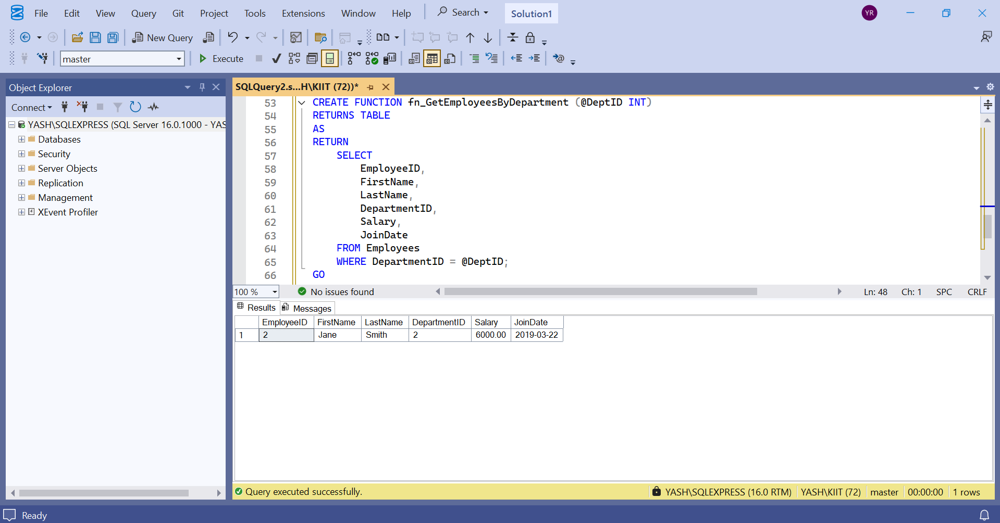 File Edit View Query Git Project Tools Extensions Window Help Search Solution1 YR
New Query
master Execute
Object Explorer
Connect
YASH\SQLEXPRESS (SQL Server 16.0.1000 - YAS
Databases
Security
Server Objects
Replication
Management
XEvent Profiler
SQLQuery2.s...H\KIIT (72))*
53 CREATE FUNCTION fn_GetEmployeesByDepartment (@DeptID INT)
54 RETURNS TABLE
55 AS
56 RETURN
57 SELECT
58 EmployeeID,
59 FirstName,
60 LastName,
61 DepartmentID,
62 Salary,
63 JoinDate
64 FROM Employees
65 WHERE DepartmentID = @DeptID;
66 GO
100 % No issues found Ln: 48 Ch: 1 SPC CRLF
Results Messages
EmployeeID FirstName LastName DepartmentID Salary JoinDate
1 2 Jane Smith 2 6000.00 2019-03-22
Query executed successfully. YASH\SQLEXPRESS (16.0 RTM) YASH\KIIT (72) master 00:00:00 1 rows
Ready